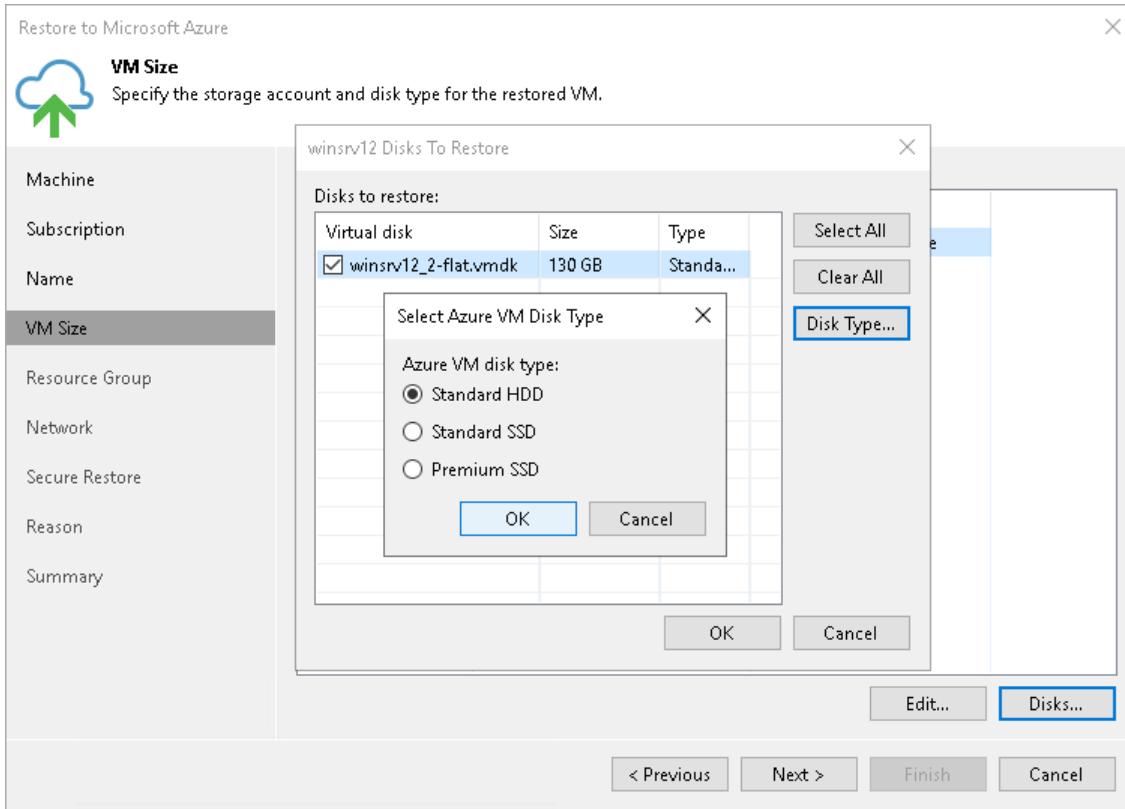 Restore to Microsoft Azure
VM Size
Specify the storage account and disk type for the restored VM.
Machine
Subscription
Name
VM Size
Resource Group
Network
Secure Restore
Reason
Summary
winsrv12 Disks To Restore
Disks to restore:
Virtual disk Size Type
winsrv12_2-flat.vmdk 130 GB Standa...
Select All
Clear All
Disk Type...
Select Azure VM Disk Type
Azure VM disk type:
Standard HDD
Standard SSD
Premium SSD
OK Cancel
OK Cancel
e
Edit... Disks...
< Previous Next > Finish Cancel